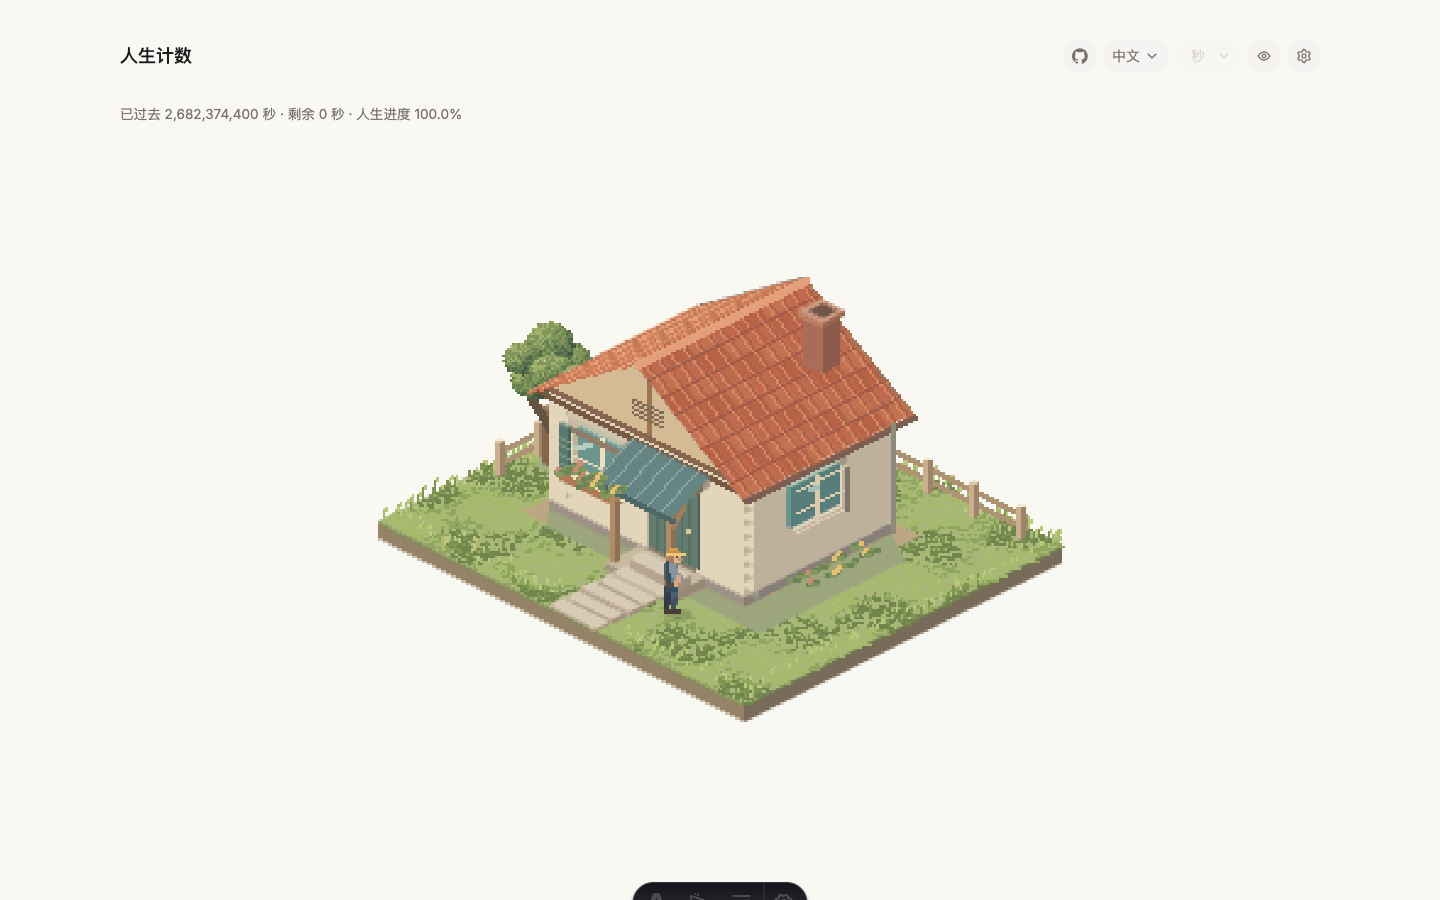 人生计数
中文
秒
已过去 2,682,374,400 秒 · 剩余 0 秒 · 人生进度 100.0%